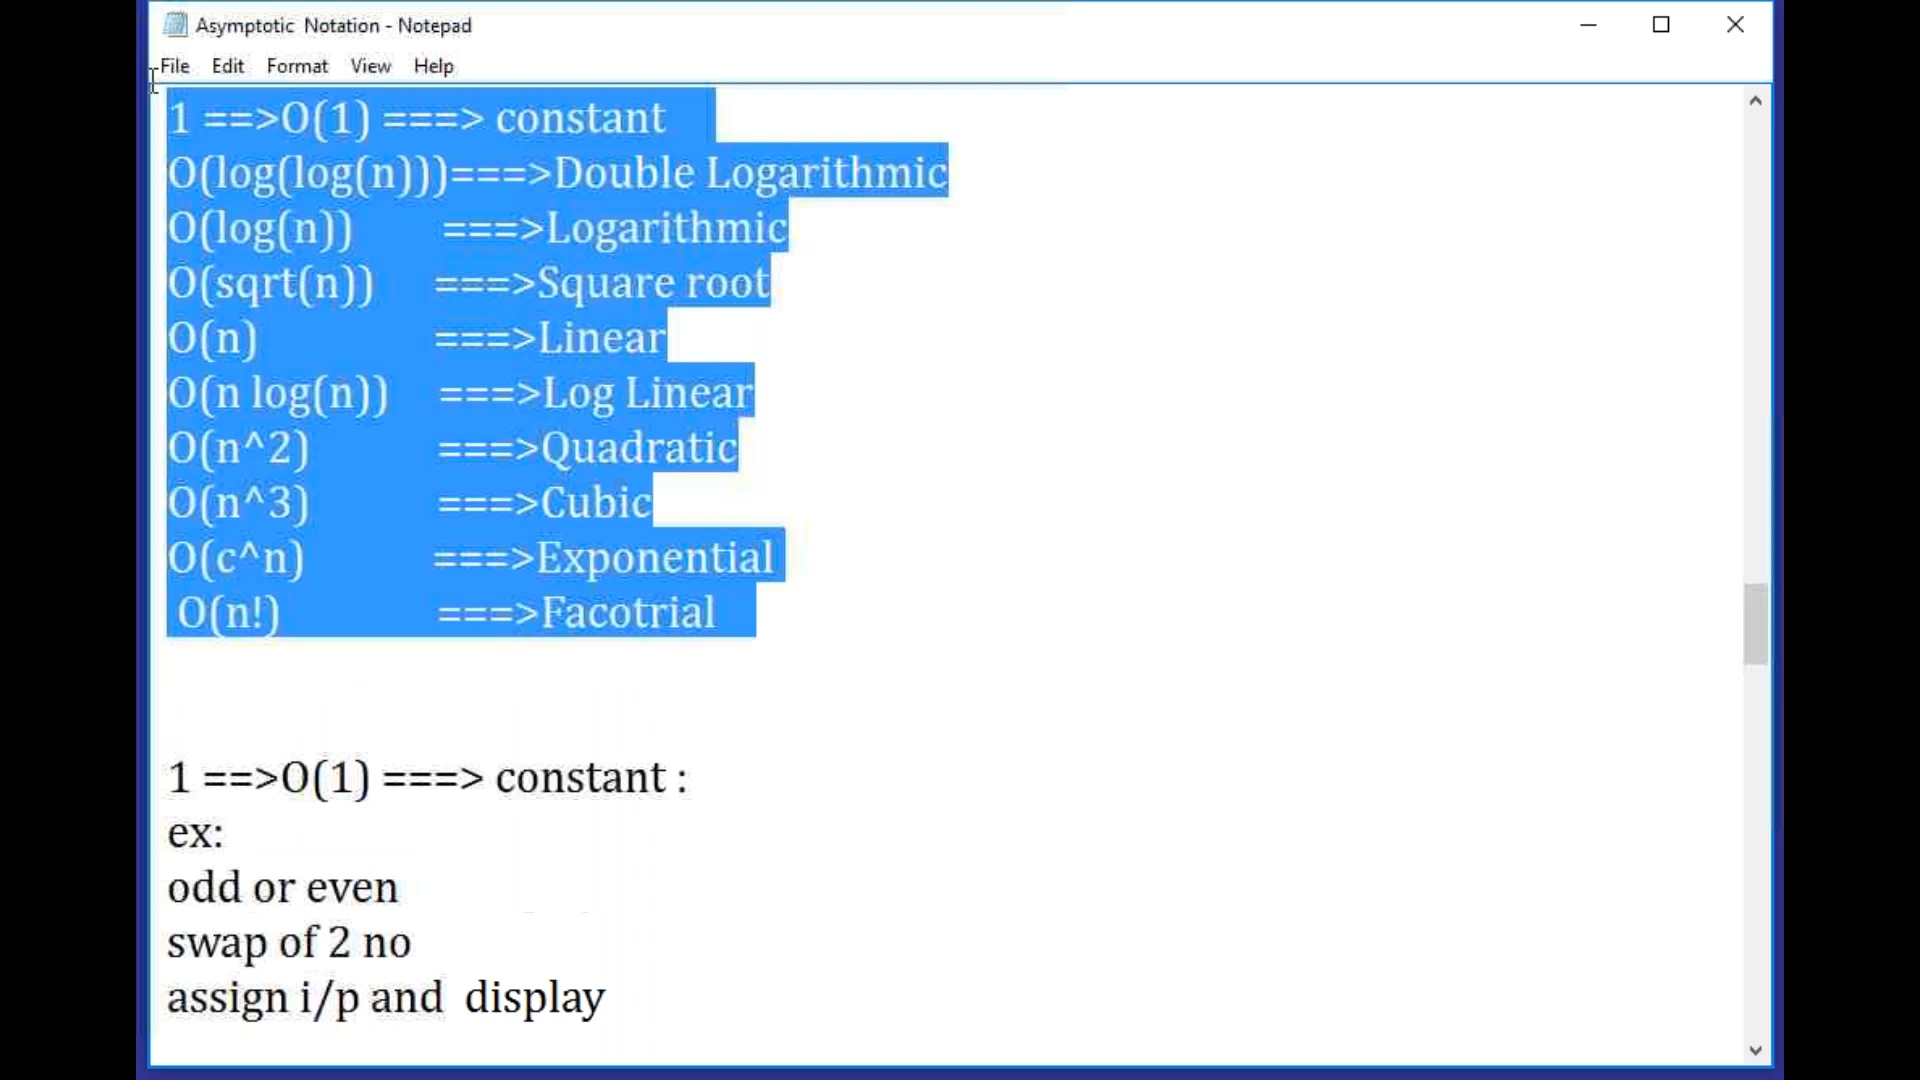 Asymptotic  Notation - Notepad
File Edit Format View Help
1 ==>O(1) ===> constant
O(log(log(n)))===>Double Logarithmic
O(log(n)) ===>Logarithmic
O(sqrt(n)) ===>Square root
O(n) ===>Linear
O(n log(n)) ===>Log Linear
O(n^2) ===>Quadratic
O(n^3) ===>Cubic
O(c^n) ===>Exponential
O(n!) ===>Facotrial
1 ==>O(1) ===> constant :
ex:
odd or even
swap of 2 no
assign i/p and  display